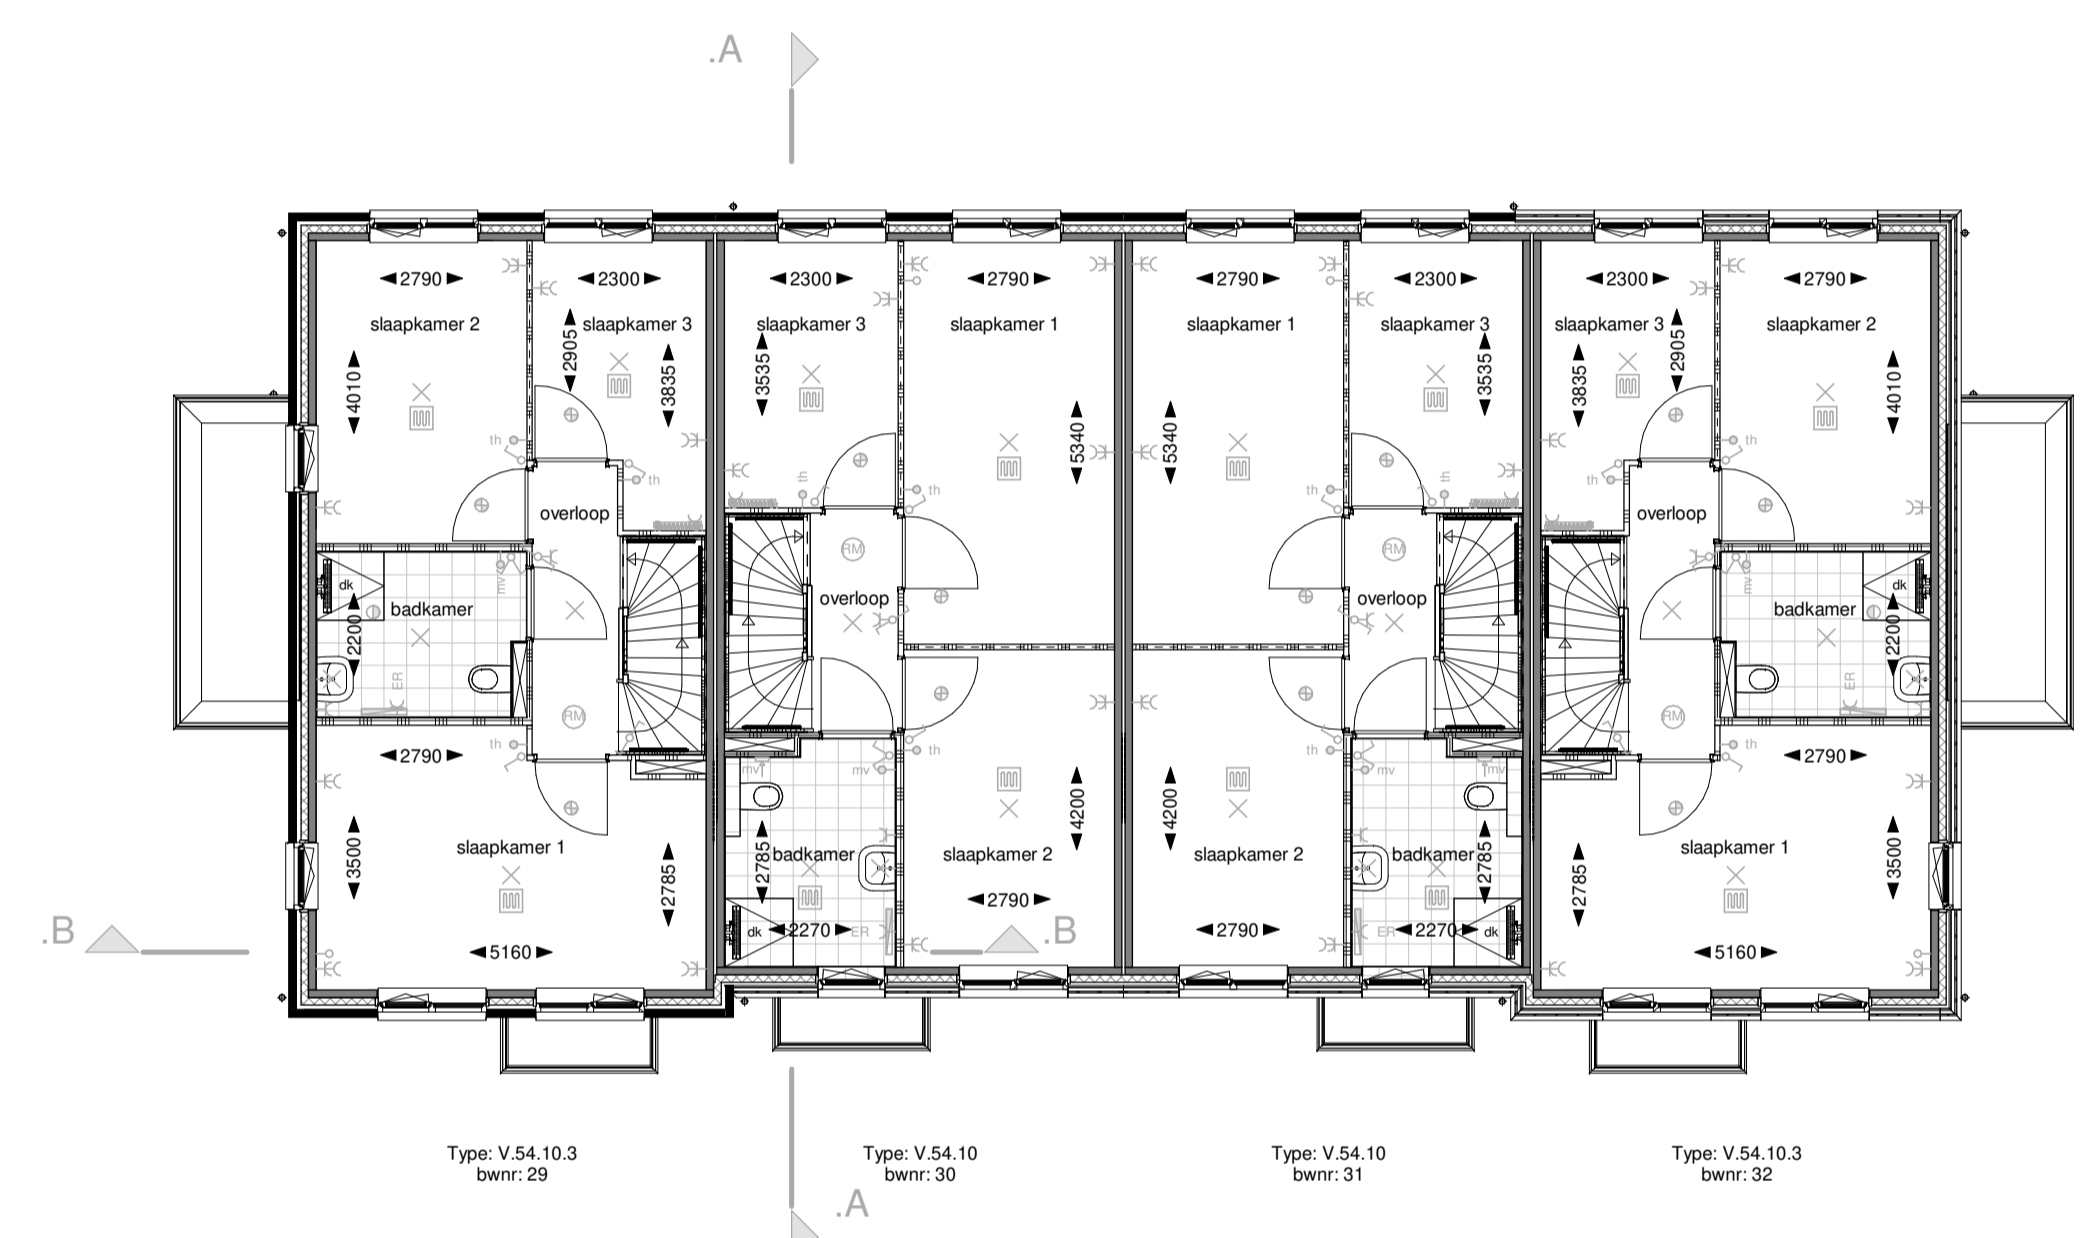 .A
2790
2300
2300
2790
2790
2300
2300
2790
slaapkamer 2
slaapkamer 3
slaapkamer 3
slaapkamer 1
slaapkamer 1
slaapkamer 3
slaapkamer 3
slaapkamer 2
4010
2905
3835
3535
5340
5340
3535
3835
2905
4010
th
th
th
th
th
th
th
th
overloop
overloop
RM
RM
mv
mv
dk
badkamer
overloop
overloop
badkamer
dk
2200
2200
ER
ER
RM
RM
th
2790
th
th
th
2790
mv
mv
mv
mv
3500
slaapkamer 1
2785
2785
badkamer
slaapkamer 2
4200
4200
slaapkamer 2
badkamer
2785
2785
slaapkamer 1
3500
2790
2790
.B
dk
2270
ER
.B
ER
2270
dk
5160
5160
Type: V.54.10.3
bwnr: 29
Type: V.54.10
bwnr: 30
Type: V.54.10
bwnr: 31
Type: V.54.10.3
bwnr: 32
.A